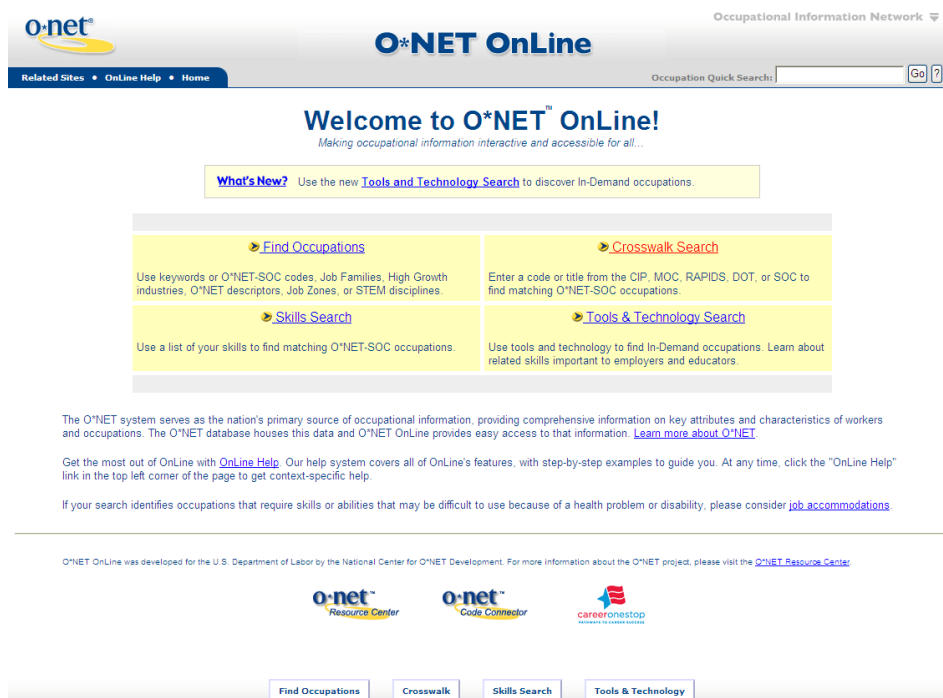 o*net®
Occupational Information Network
O*NET OnLine
Related Sites • OnLine Help • Home
Occupation Quick Search: Go ?
Welcome to O*NET™ OnLine!
Making occupational information interactive and accessible for all...
What's New? Use the new Tools and Technology Search to discover In-Demand occupations.
Find Occupations
Use keywords or O*NET-SOC codes, Job Families, High Growth
industries, O*NET descriptors, Job Zones, or STEM disciplines.
Crosswalk Search
Enter a code or title from the CIP, MOC, RAPIDS, DOT, or SOC to
find matching O*NET-SOC occupations.
Skills Search
Use a list of your skills to find matching O*NET-SOC occupations.
Tools & Technology Search
Use tools and technology to find In-Demand occupations. Learn about
related skills important to employers and educators.
The O*NET system serves as the nation's primary source of occupational information, providing comprehensive information on key attributes and characteristics of workers
and occupations. The O*NET database houses this data and O*NET OnLine provides easy access to that information. Learn more about O*NET.
Get the most out of OnLine with OnLine Help. Our help system covers all of OnLine's features, with step-by-step examples to guide you. At any time, click the "OnLine Help"
link in the top left corner of the page to get context-specific help.
If your search identifies occupations that require skills or abilities that may be difficult to use because of a health problem or disability, please consider job accommodations.
O*NET OnLine was developed for the U.S. Department of Labor by the National Center for O*NET Development. For more information about the O*NET project, please visit the O*NET Resource Center.
o*net™
Resource Center
o*net™
Code Connector
careeronestop
PATHWAYS TO CAREER SUCCESS
Find Occupations
Crosswalk
Skills Search
Tools & Technology